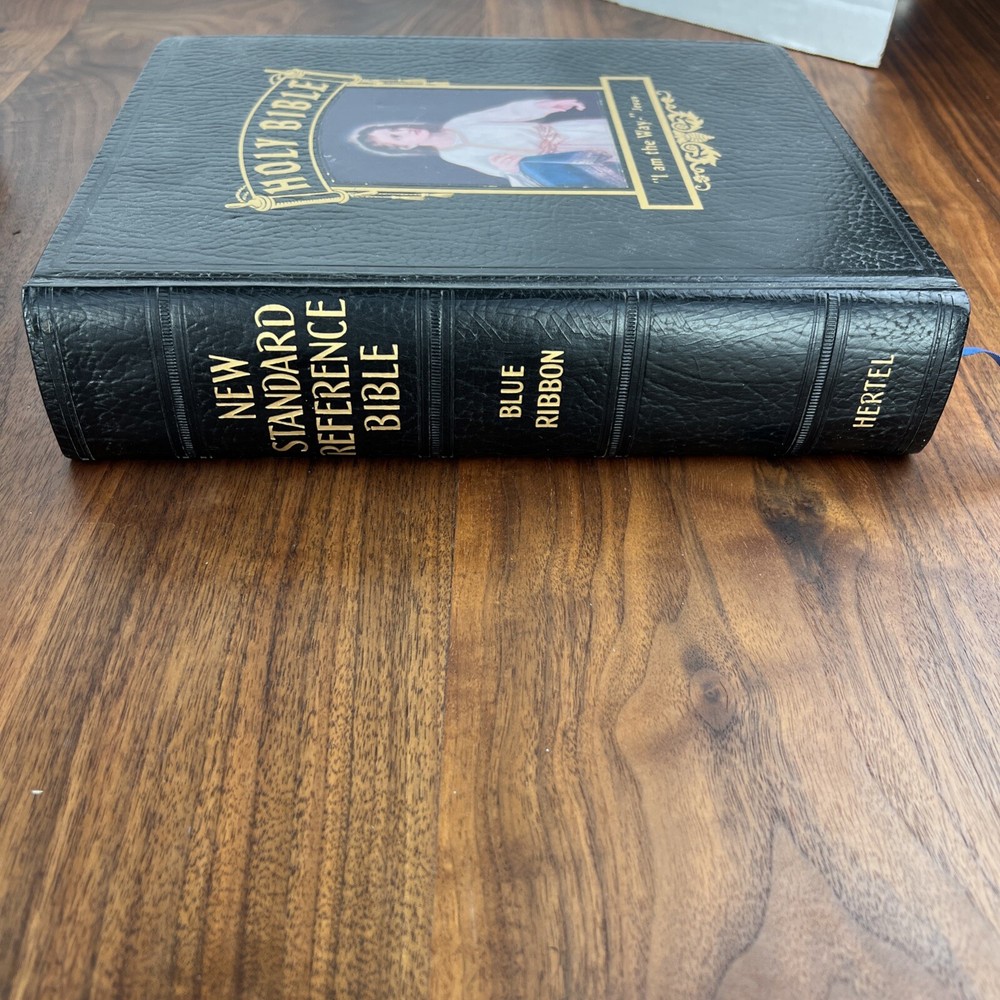 HOLY BIBLE
"I am the Way." Jesus
NEW
STANDARD
REFERENCE
BIBLE
BLUE
RIBBON
HERTEL